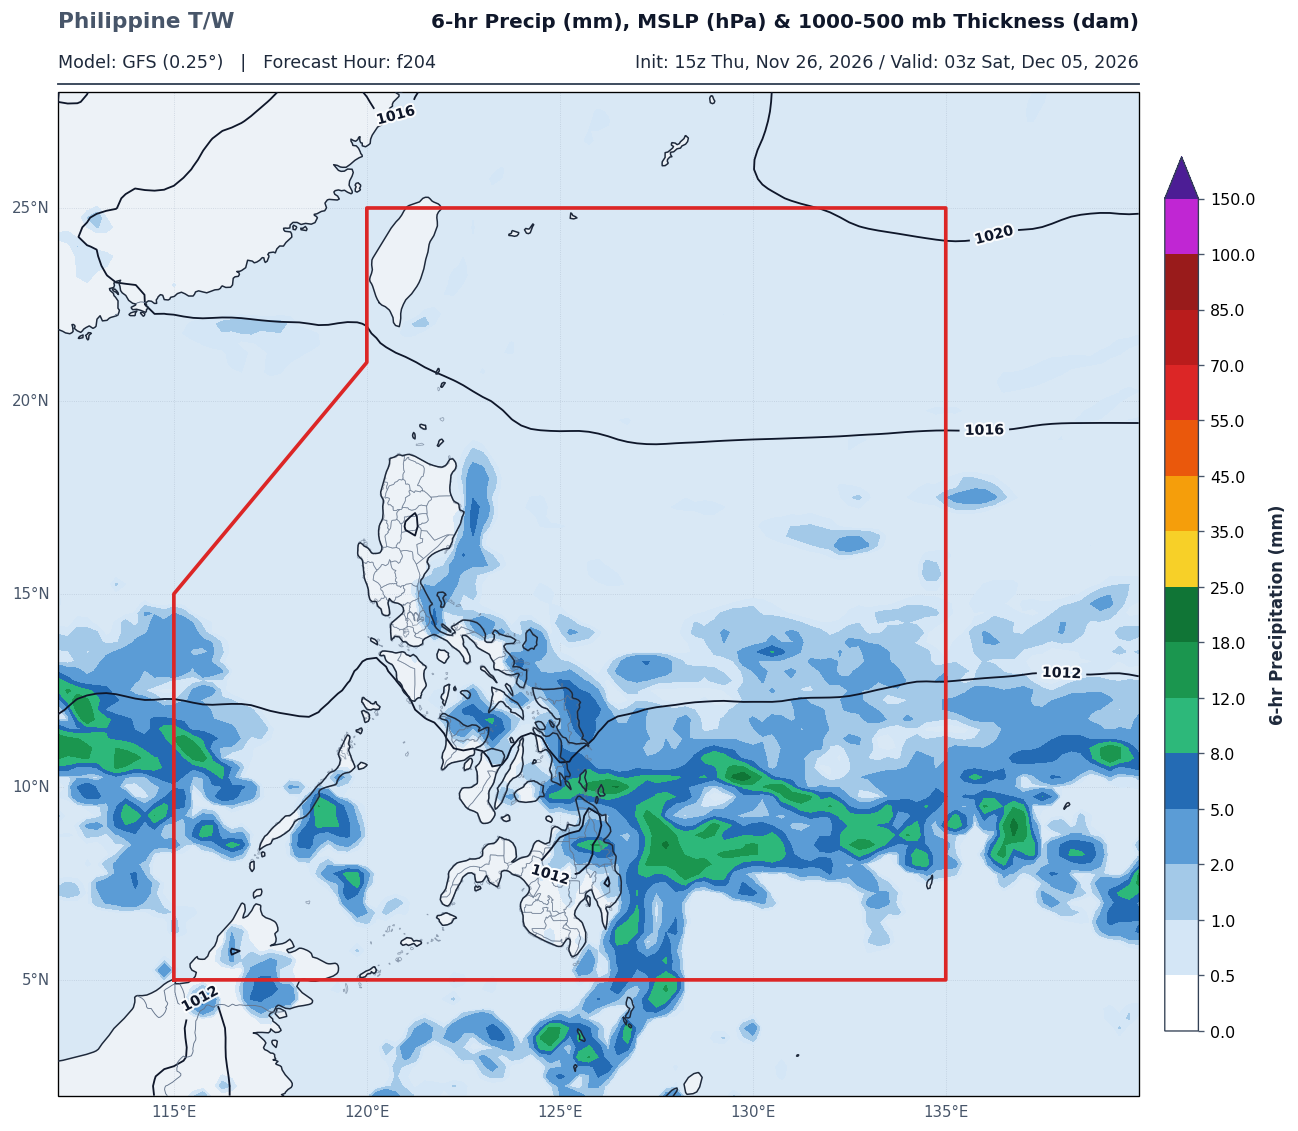 Philippine T/W
6-hr Precip (mm), MSLP (hPa) & 1000-500 mb Thickness (dam)
Model: GFS (0.25°) | Forecast Hour: f204
Init: 15z Thu, Nov 26, 2026 / Valid: 03z Sat, Dec 05, 2026
1016
1020
1016
1012
1012
1012
25°N
20°N
15°N
10°N
5°N
115°E
120°E
125°E
130°E
135°E
150.0
100.0
85.0
70.0
55.0
45.0
35.0
25.0
18.0
12.0
8.0
5.0
2.0
1.0
0.5
0.0
6-hr Precipitation (mm)